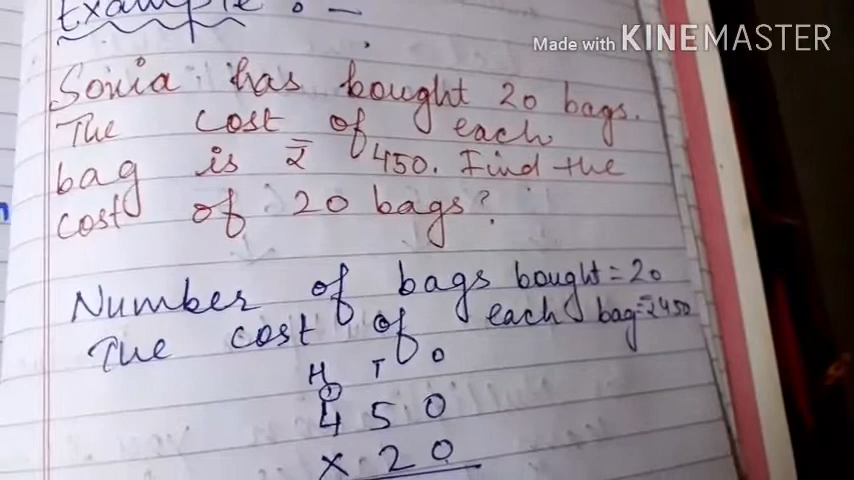 Made with KINEMASTER
Example : -
Sonia has bought 20 bags.
The cost of each
bag is ₹ 450. Find the
cost of 20 bags?
Number of bags bought = 20
The cost of each bag = ₹450
H T O
1
4 5 0
x 2 0